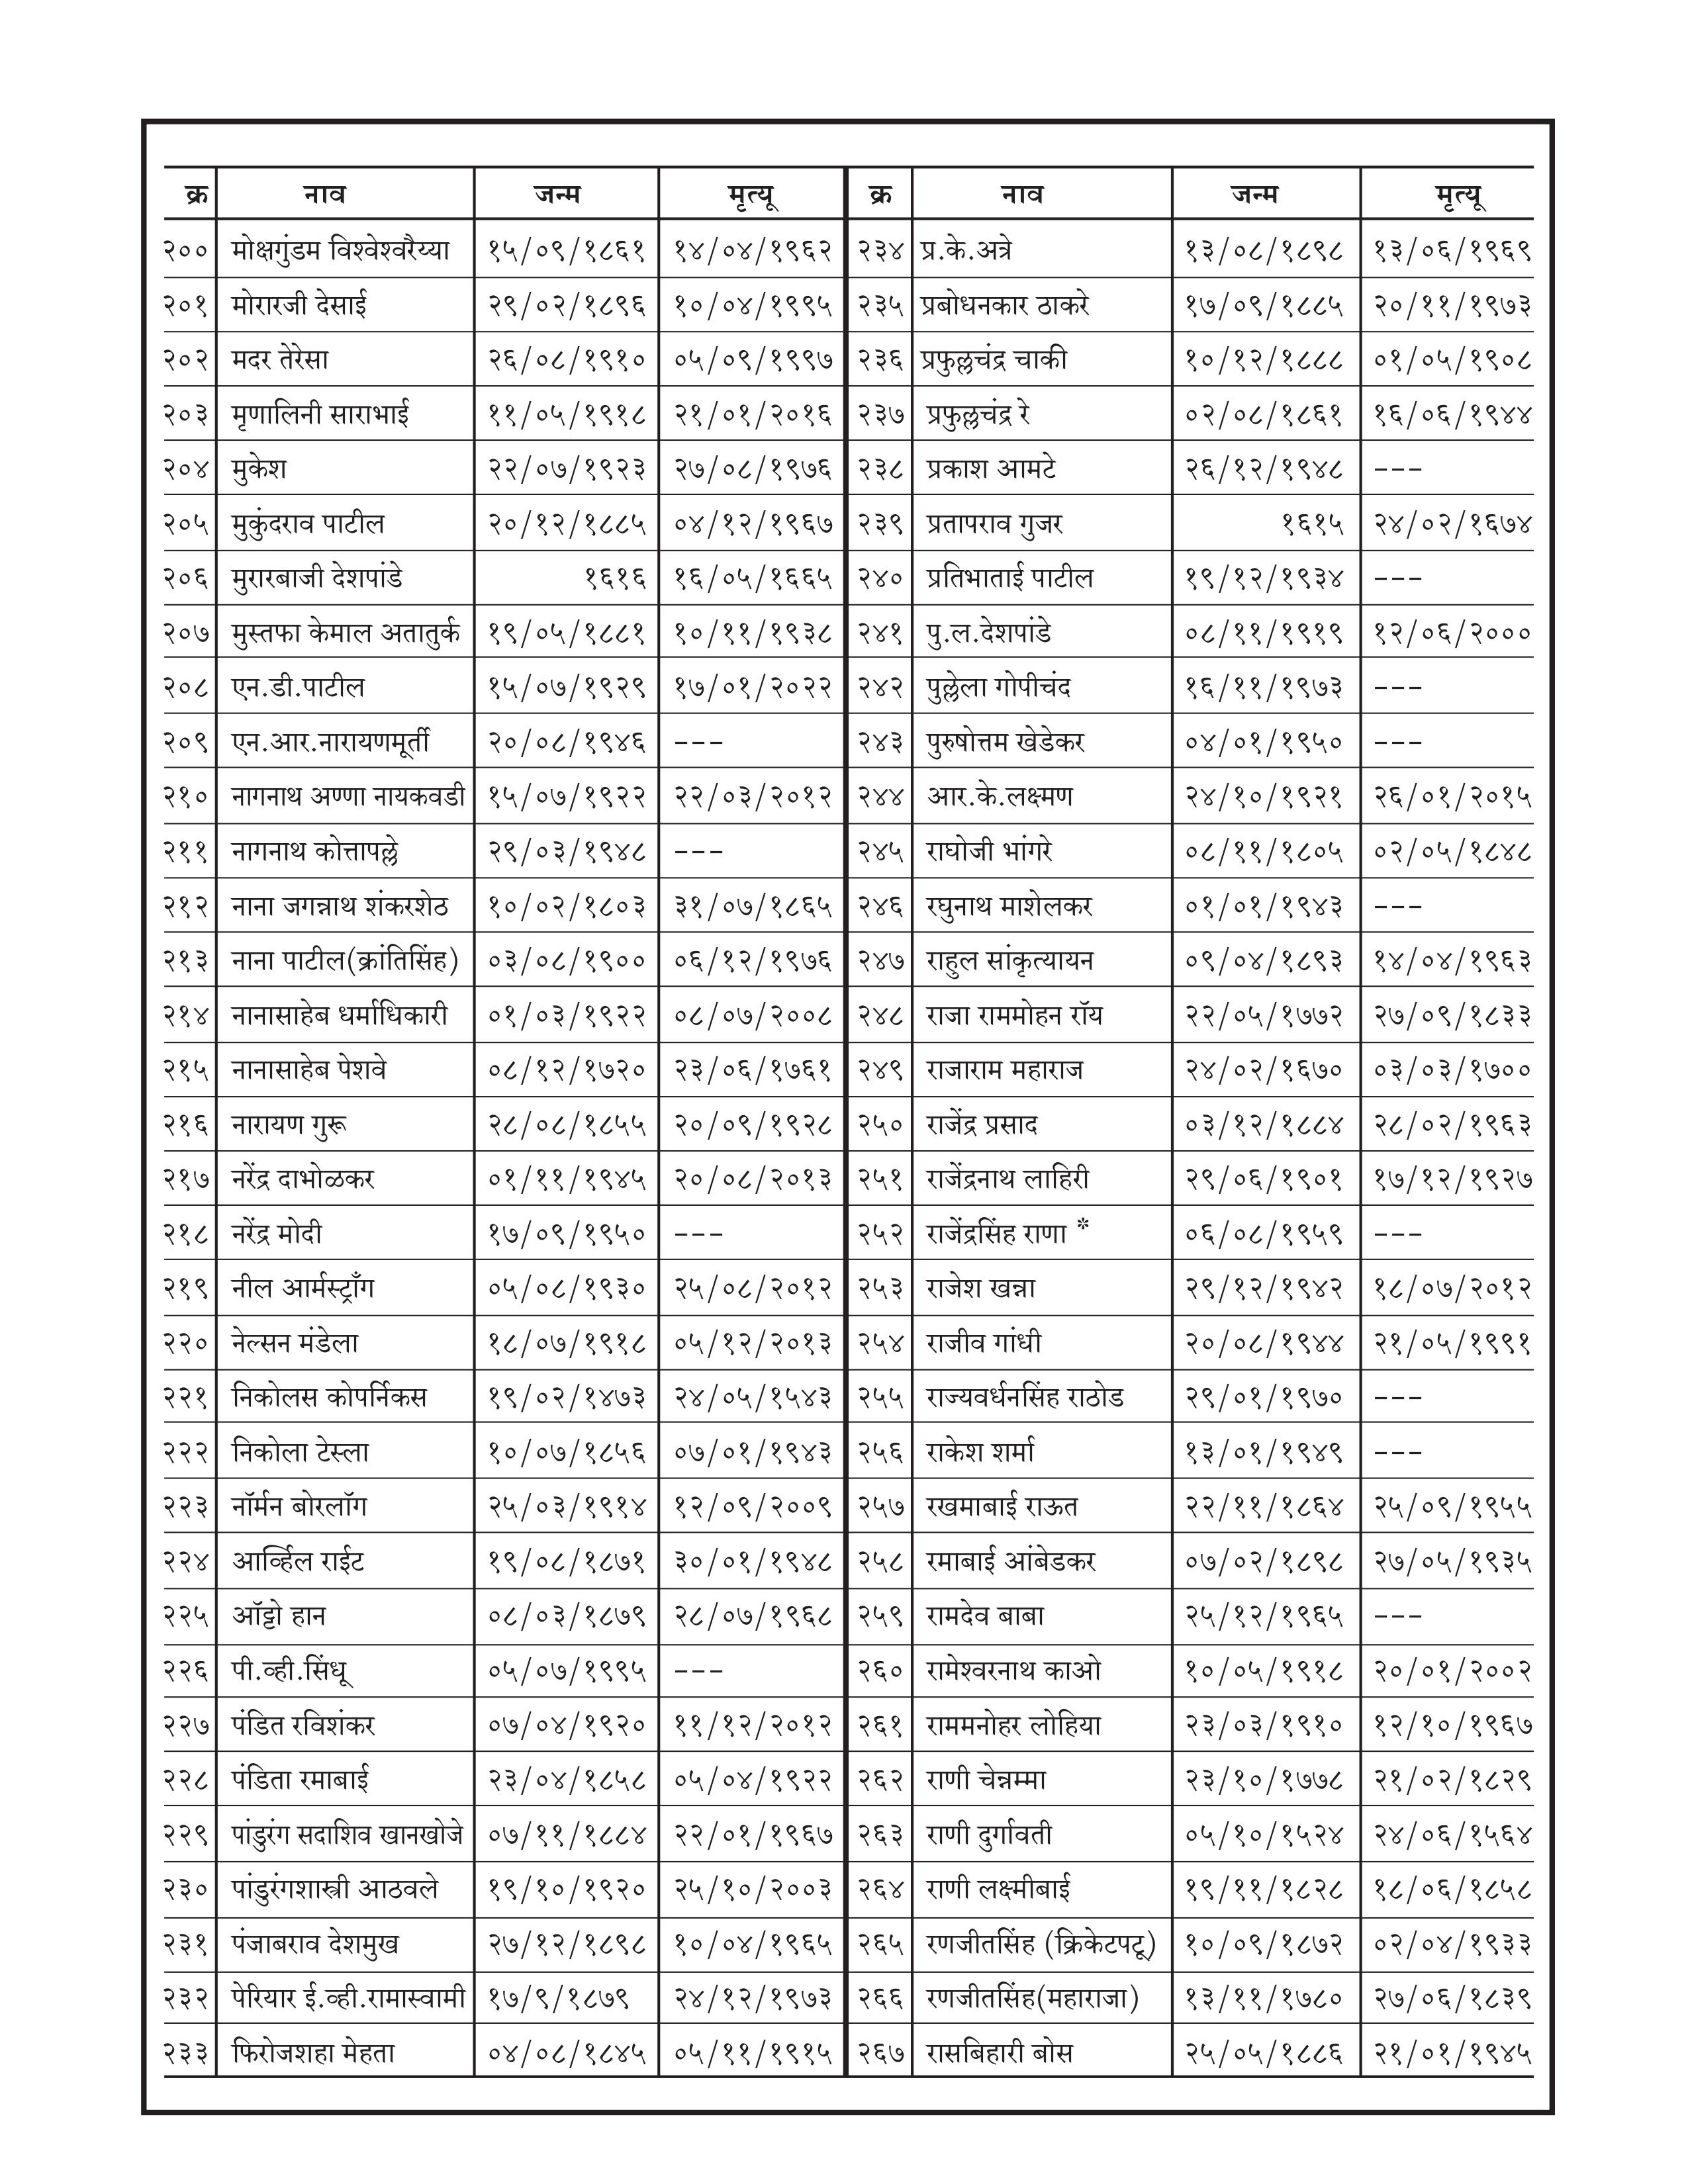 क्र नाव जन्म मृत्यू क्र नाव जन्म मृत्यू
२०० मोक्षगुंडम विश्वेश्वरैय्या १५/०९/१८६१ १४/०४/१९६२ २३४ प्र.के.अत्रे १३/०८/१८९८ १३/०६/१९६९
२०१ मोरारजी देसाई २९/०२/१८९६ १०/०४/१९९५ २३५ प्रबोधनकार ठाकरे १७/०९/१८८५ २०/११/१९७३
२०२ मदर तेरेसा २६/०८/१९१० ०५/०९/१९९७ २३६ प्रफुल्लचंद्र चाकी १०/१२/१८८८ ०१/०५/१९०८
२०३ मृणालिनी साराभाई ११/०५/१९१८ २१/०१/२०१६ २३७ प्रफुल्लचंद्र रे ०२/०८/१८६१ १६/०६/१९४४
२०४ मुकेश २२/०७/१९२३ २७/०८/१९७६ २३८ प्रकाश आमटे २६/१२/१९४८ ---
२०५ मुकुंदराव पाटील २०/१२/१८८५ ०४/१२/१९६७ २३९ प्रतापराव गुजर १६१५ २४/०२/१६७४
२०६ मुरारबाजी देशपांडे १६१६ १६/०५/१६६५ २४० प्रतिभाताई पाटील १९/१२/१९३४ ---
२०७ मुस्तफा केमाल अतातुर्क १९/०५/१८८१ १०/११/१९३८ २४१ पु.ल.देशपांडे ०८/११/१९१९ १२/०६/२०००
२०८ एन.डी.पाटील १५/०७/१९२९ १७/०१/२०२२ २४२ पुल्लेला गोपीचंद १६/११/१९७३ ---
२०९ एन.आर.नारायणमूर्ती २०/०८/१९४६ --- २४३ पुरुषोत्तम खेडेकर ०४/०१/१९५० ---
२१० नागनाथ अण्णा नायकवडी १५/०७/१९२२ २२/०३/२०१२ २४४ आर.के.लक्ष्मण २४/१०/१९२१ २६/०१/२०१५
२११ नागनाथ कोत्तापल्ले २९/०३/१९४८ --- २४५ राघोजी भांगरे ०८/११/१८०५ ०२/०५/१८४८
२१२ नाना जगन्नाथ शंकरशेठ १०/०२/१८०३ ३१/०७/१८६५ २४६ रघुनाथ माशेलकर ०१/०१/१९४३ ---
२१३ नाना पाटील(क्रांतिसिंह) ०३/०८/१९०० ०६/१२/१९७६ २४७ राहुल सांकृत्यायन ०९/०४/१८९३ १४/०४/१९६३
२१४ नानासाहेब धर्माधिकारी ०१/०३/१९२२ ०८/०७/२००८ २४८ राजा राममोहन रॉय २२/०५/१७७२ २७/०९/१८३३
२१५ नानासाहेब पेशवे ०८/१२/१७२० २३/०६/१७६१ २४९ राजाराम महाराज २४/०२/१६७० ०३/०३/१७००
२१६ नारायण गुरू २८/०८/१८५५ २०/०९/१९२८ २५० राजेंद्र प्रसाद ०३/१२/१८८४ २८/०२/१९६३
२१७ नरेंद्र दाभोळकर ०१/११/१९४५ २०/०८/२०१३ २५१ राजेंद्रनाथ लाहिरी २९/०६/१९०१ १७/१२/१९२७
२१८ नरेंद्र मोदी १७/०९/१९५० --- २५२ राजेंद्रसिंह राणा * ०६/०८/१९५९ ---
२१९ नील आर्मस्ट्राँग ०५/०८/१९३० २५/०८/२०१२ २५३ राजेश खन्ना २९/१२/१९४२ १८/०७/२०१२
२२० नेल्सन मंडेला १८/०७/१९१८ ०५/१२/२०१३ २५४ राजीव गांधी २०/०८/१९४४ २१/०५/१९९१
२२१ निकोलस कोपर्निकस १९/०२/१४७३ २४/०५/१५४३ २५५ राज्यवर्धनसिंह राठोड २९/०१/१९७० ---
२२२ निकोला टेस्ला १०/०७/१८५६ ०७/०१/१९४३ २५६ राकेश शर्मा १३/०१/१९४९ ---
२२३ नॉर्मन बोरलॉग २५/०३/१९१४ १२/०९/२००९ २५७ रखमाबाई राऊत २२/११/१८६४ २५/०९/१९५५
२२४ आर्व्हिल राईट १९/०८/१८७१ ३०/०१/१९४८ २५८ रमाबाई आंबेडकर ०७/०२/१८९८ २७/०५/१९३५
२२५ ऑट्टो हान ०८/०३/१८७९ २८/०७/१९६८ २५९ रामदेव बाबा २५/१२/१९६५ ---
२२६ पी.व्ही.सिंधू ०५/०७/१९९५ --- २६० रामेश्वरनाथ काओ १०/०५/१९१८ २०/०१/२००२
२२७ पंडित रविशंकर ०७/०४/१९२० ११/१२/२०१२ २६१ राममनोहर लोहिया २३/०३/१९१० १२/१०/१९६७
२२८ पंडिता रमाबाई २३/०४/१८५८ ०५/०४/१९२२ २६२ राणी चेन्नम्मा २३/१०/१७७८ २१/०२/१८२९
२२९ पांडुरंग सदाशिव खानखोजे ०७/११/१८८४ २२/०१/१९६७ २६३ राणी दुर्गावती ०५/१०/१५२४ २४/०६/१५६४
२३० पांडुरंगशास्त्री आठवले १९/१०/१९२० २५/१०/२००३ २६४ राणी लक्ष्मीबाई १९/११/१८२८ १८/०६/१८५८
२३१ पंजाबराव देशमुख २७/१२/१८९८ १०/०४/१९६५ २६५ रणजीतसिंह (क्रिकेटपटू) १०/०९/१८७२ ०२/०४/१९३३
२३२ पेरियार ई.व्ही.रामास्वामी १७/९/१८७९ २४/१२/१९७३ २६६ रणजीतसिंह(महाराजा) १३/११/१७८० २७/०६/१८३९
२३३ फिरोजशहा मेहता ०४/०८/१८४५ ०५/११/१९१५ २६७ रासबिहारी बोस २५/०५/१८८६ २१/०१/१९४५